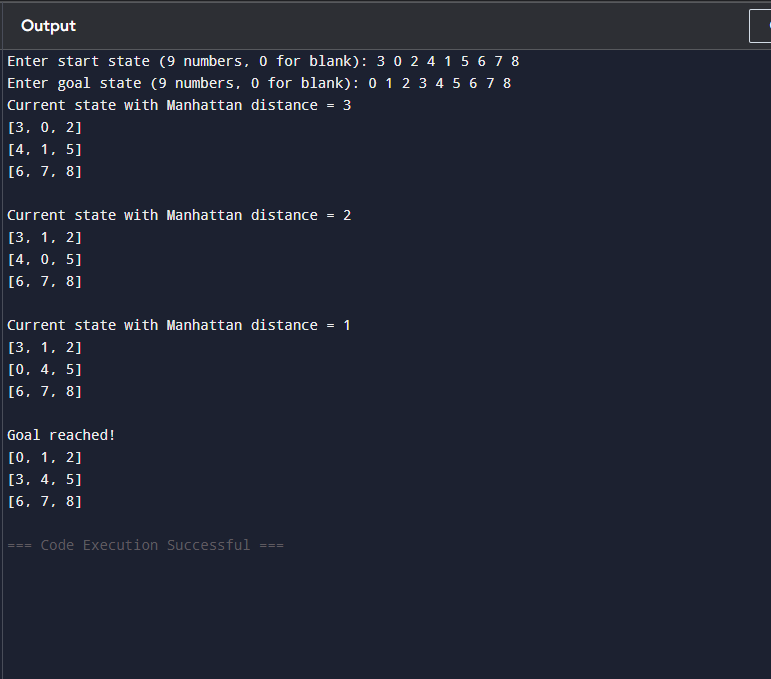 Output
Enter start state (9 numbers, 0 for blank): 3 0 2 4 1 5 6 7 8
Enter goal state (9 numbers, 0 for blank): 0 1 2 3 4 5 6 7 8
Current state with Manhattan distance = 3
[3, 0, 2]
[4, 1, 5]
[6, 7, 8]
Current state with Manhattan distance = 2
[3, 1, 2]
[4, 0, 5]
[6, 7, 8]
Current state with Manhattan distance = 1
[3, 1, 2]
[0, 4, 5]
[6, 7, 8]
Goal reached!
[0, 1, 2]
[3, 4, 5]
[6, 7, 8]
=== Code Execution Successful ===